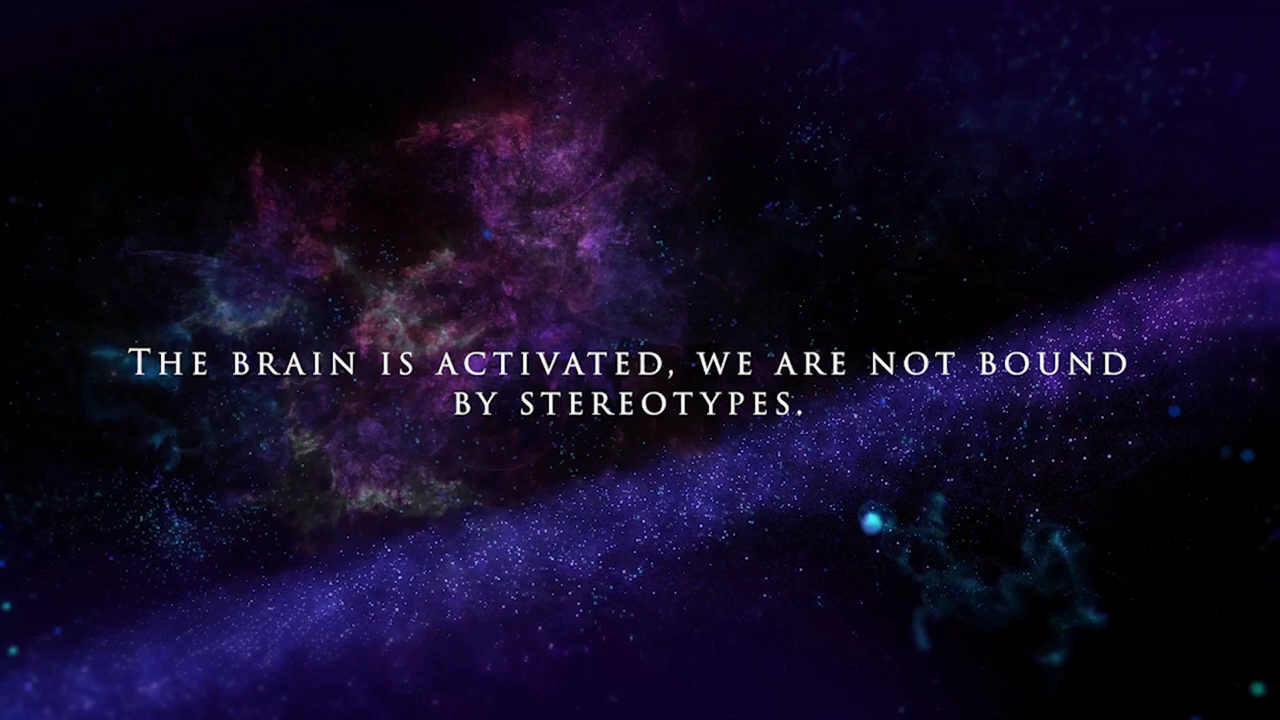 The brain is activated, we are not bound
by stereotypes.